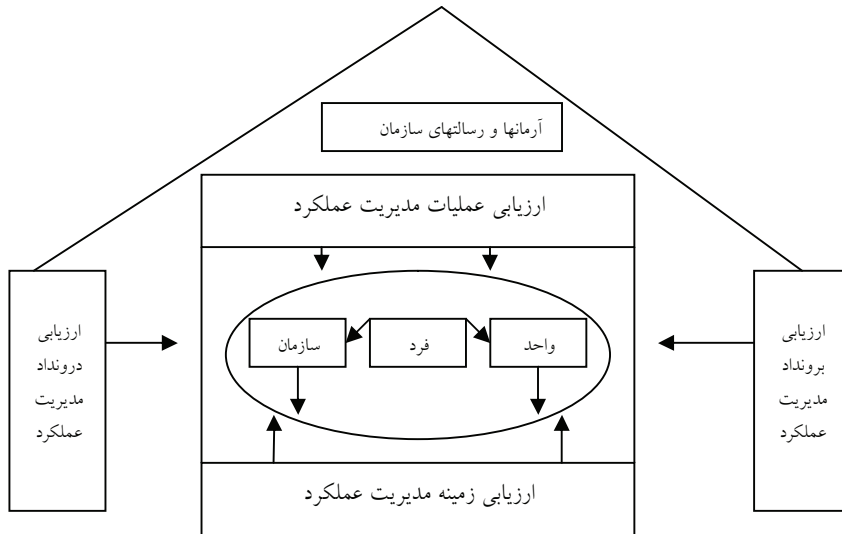 آرمانها و رسالتهای سازمان
ارزیابی عملیات مدیریت عملکرد
ارزیابی
برونداد
مدیریت
عملکرد
واحد
فرد
سازمان
ارزیابی
درونداد
مدیریت
عملکرد
ارزیابی زمینه مدیریت عملکرد